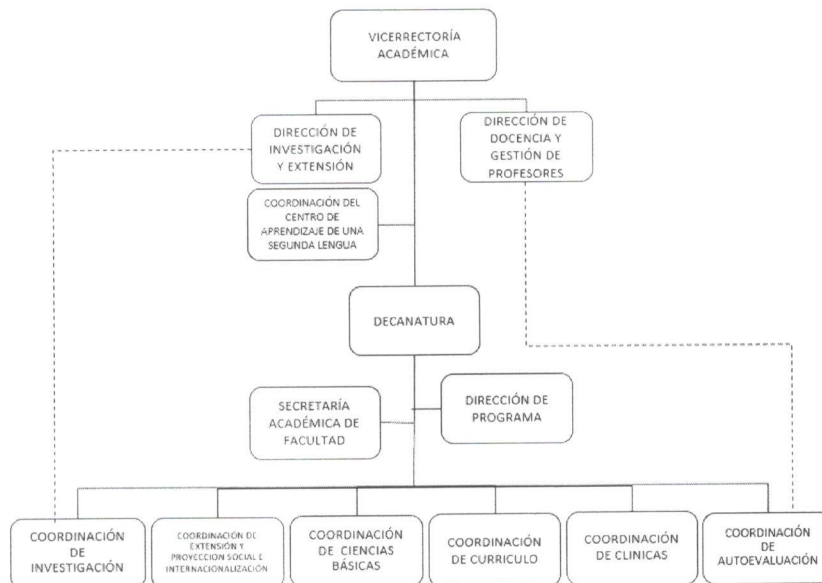 VICERRECTORÍA
ACADÉMICA
DIRECCIÓN DE
INVESTIGACIÓN
Y EXTENSIÓN
DIRECCIÓN DE
DOCENCIA Y
GESTIÓN DE
PROFESORES
COORDINACIÓN DEL
CENTRO DE
APRENDIZAJE DE UNA
SEGUNDA LENGUA
DECANATURA
SECRETARÍA
ACADÉMICA DE
FACULTAD
DIRECCIÓN DE
PROGRAMA
COORDINACIÓN
DE
INVESTIGACIÓN
COORDINACIÓN DE
EXTENSIÓN Y
PROYECCIÓN SOCIAL E
INTERNACIONALIZACIÓN
COORDINACIÓN
DE CIENCIAS
BÁSICAS
COORDINACIÓN
DE CURRICULO
COORDINACIÓN
DE CLINICAS
COORDINACIÓN
DE
AUTOEVALUACIÓN